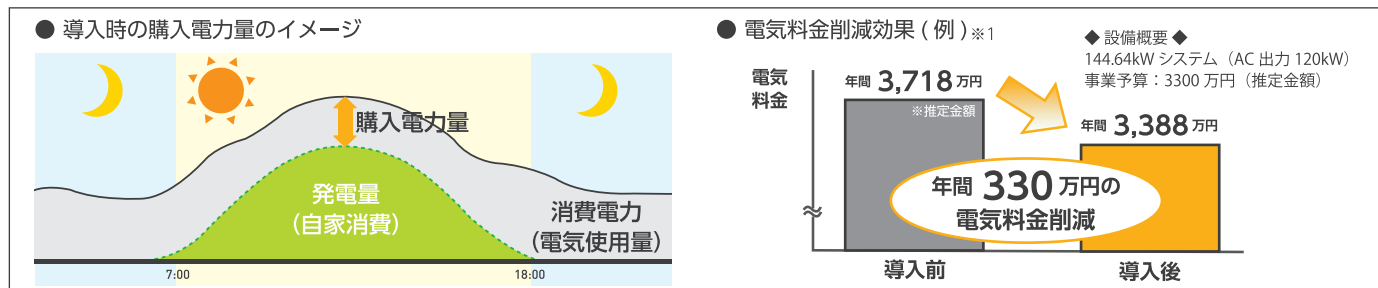 ● 導入時の購入電力量のイメージ
購入電力量
発電量
(自家消費)
消費電力
(電気使用量)
7:00
18:00
● 電気料金削減効果 ( 例 ) ※1
◆ 設備概要 ◆
144.64kW システム（AC 出力 120kW）
事業予算：3300 万円（推定金額）
電気
料金
年間 3,718 万円
※推定金額
年間 3,388 万円
年間 330 万円の
電気料金削減
導入前
導入後